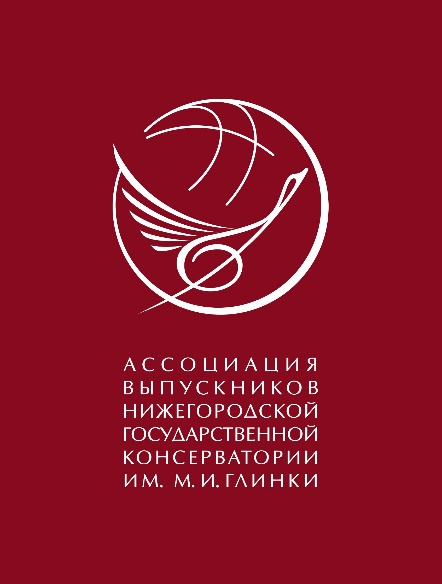 АССОЦИАЦИЯ
ВЫПУСКНИКОВ
НИЖЕГОРОДСКОЙ
ГОСУДАРСТВЕННОЙ
КОНСЕРВАТОРИИ
ИМ. М.И. ГЛИНКИ